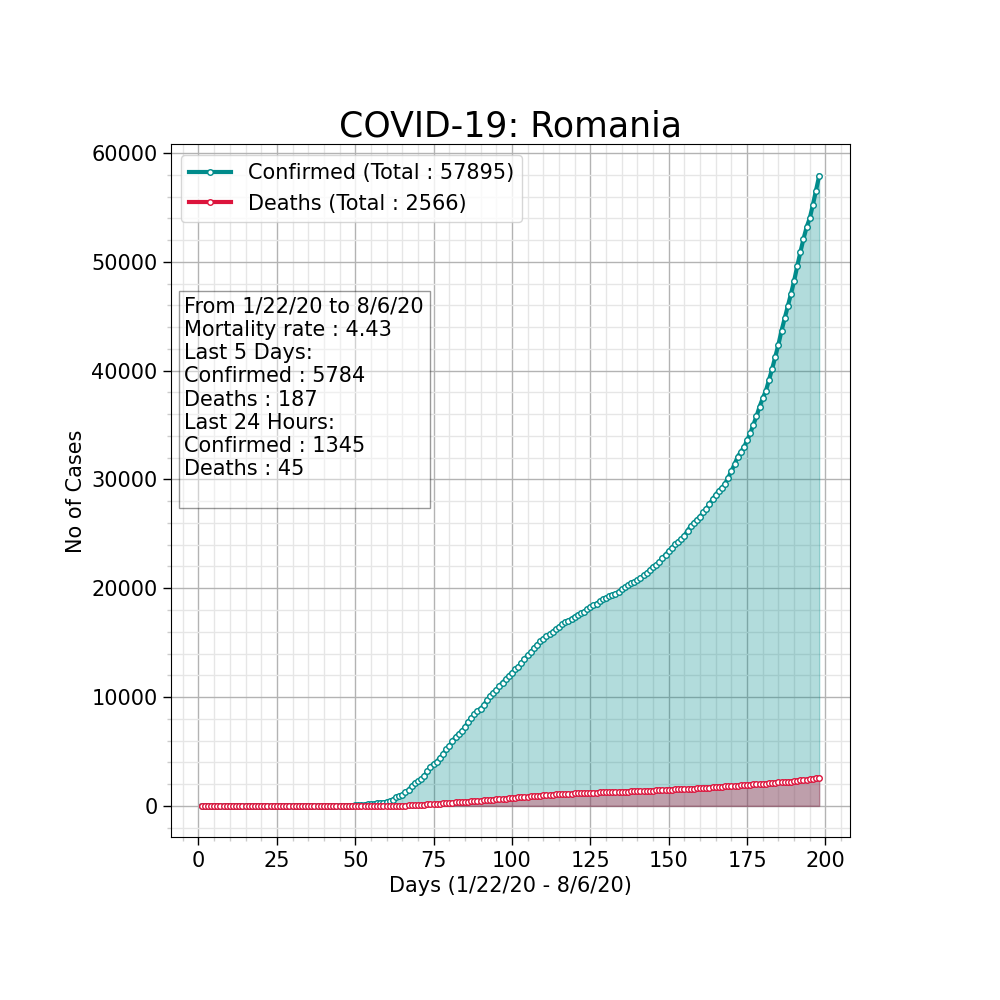 COVID-19: Romania
Confirmed (Total : 57895)
Deaths (Total : 2566)
From 1/22/20 to 8/6/20
Mortality rate : 4.43
Last 5 Days:
Confirmed : 5784
Deaths : 187
Last 24 Hours:
Confirmed : 1345
Deaths : 45
No of Cases
60000
50000
40000
30000
20000
10000
0
0 25 50 75 100 125 150 175 200
Days (1/22/20 - 8/6/20)